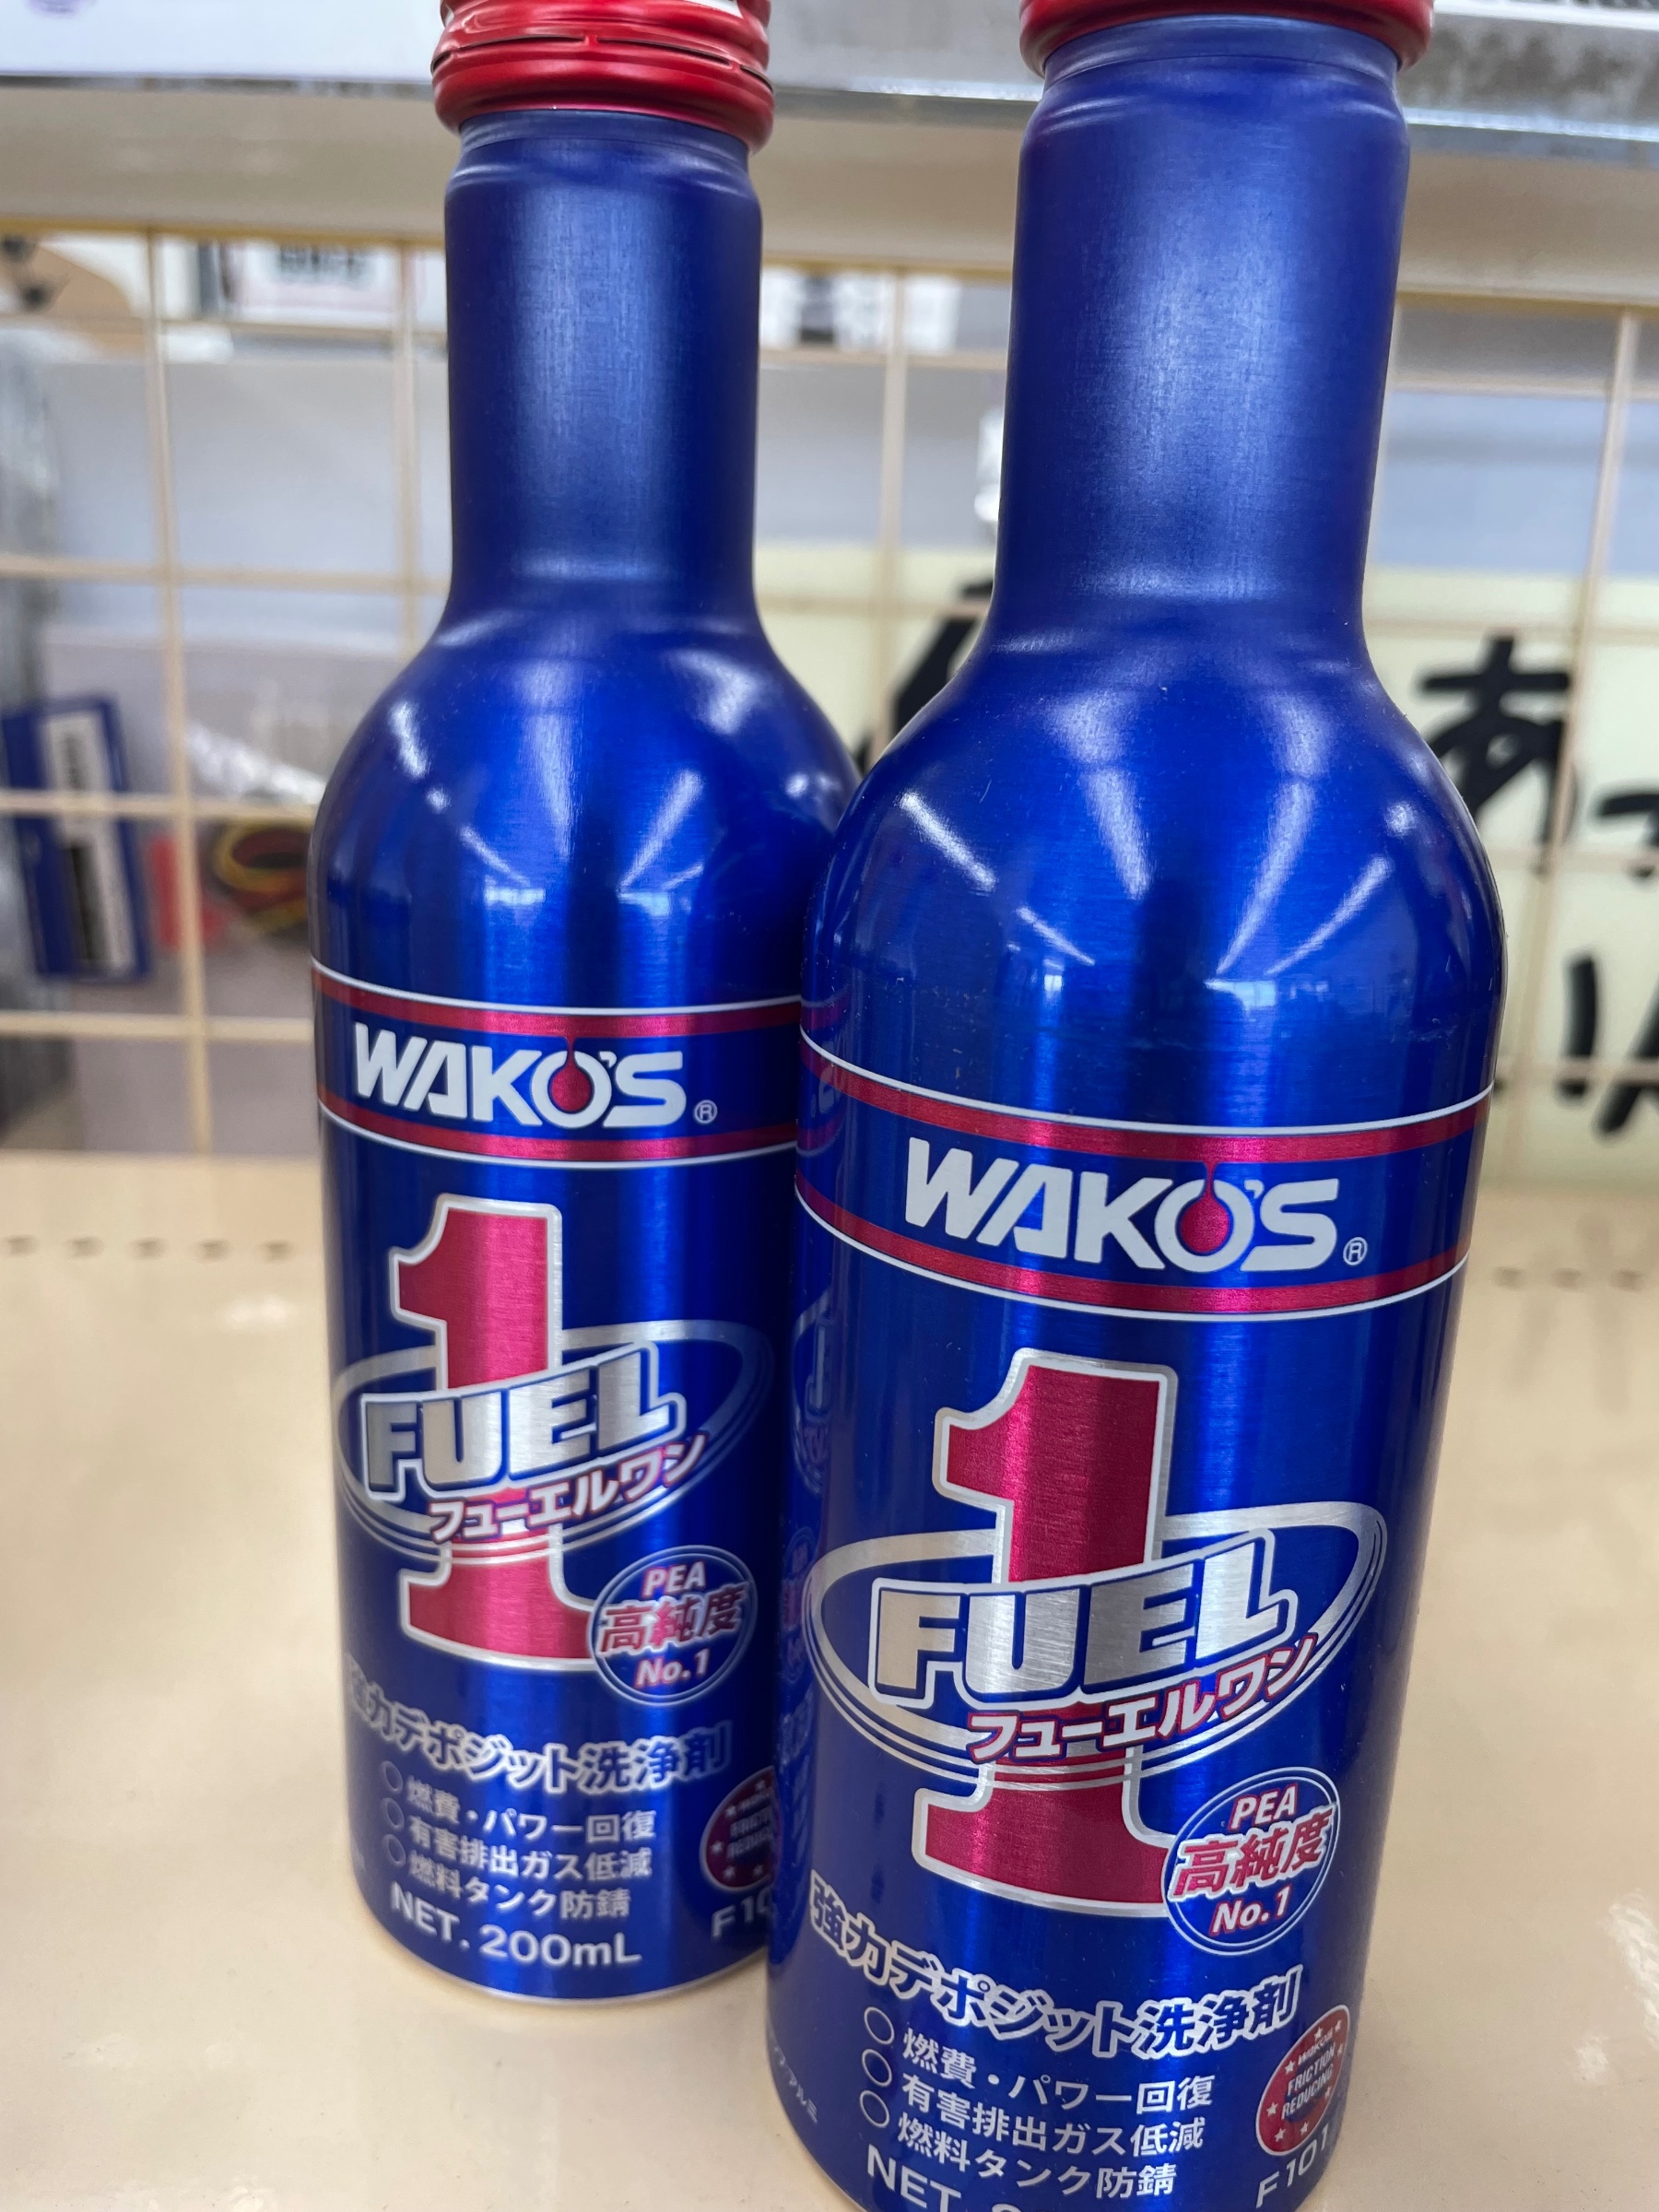 WAKO'S®
1
FUEL
フューエルワン
PEA
高純度
No.1
強力デポジット洗浄剤
○燃費・パワー回復
○有害排出ガス低減
○燃料タンク防錆
NET. 200mL
F10
WAKO'S®
1
FUEL
フューエルワン
PEA
高純度
No.1
強力デポジット洗浄剤
○燃費・パワー回復
○有害排出ガス低減
○燃料タンク防錆
NET.
WAKO'S
FRICTION
REDUCING
F101
あ